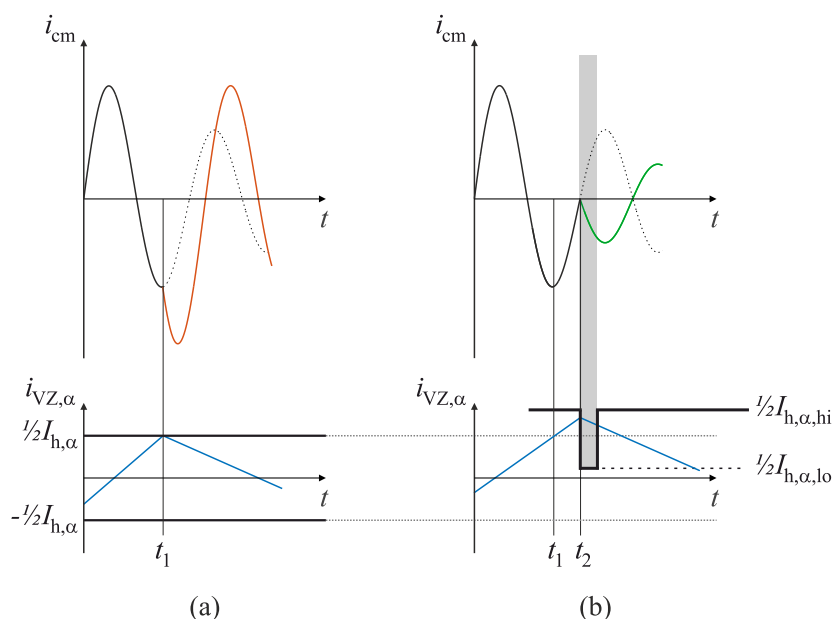 i_cm
t
i_VZ,α
½I_h,α
t
-½I_h,α
t_1
(a)
i_cm
t
i_VZ,α
½I_h,α,hi
½I_h,α,lo
t
t_1 t_2
(b)